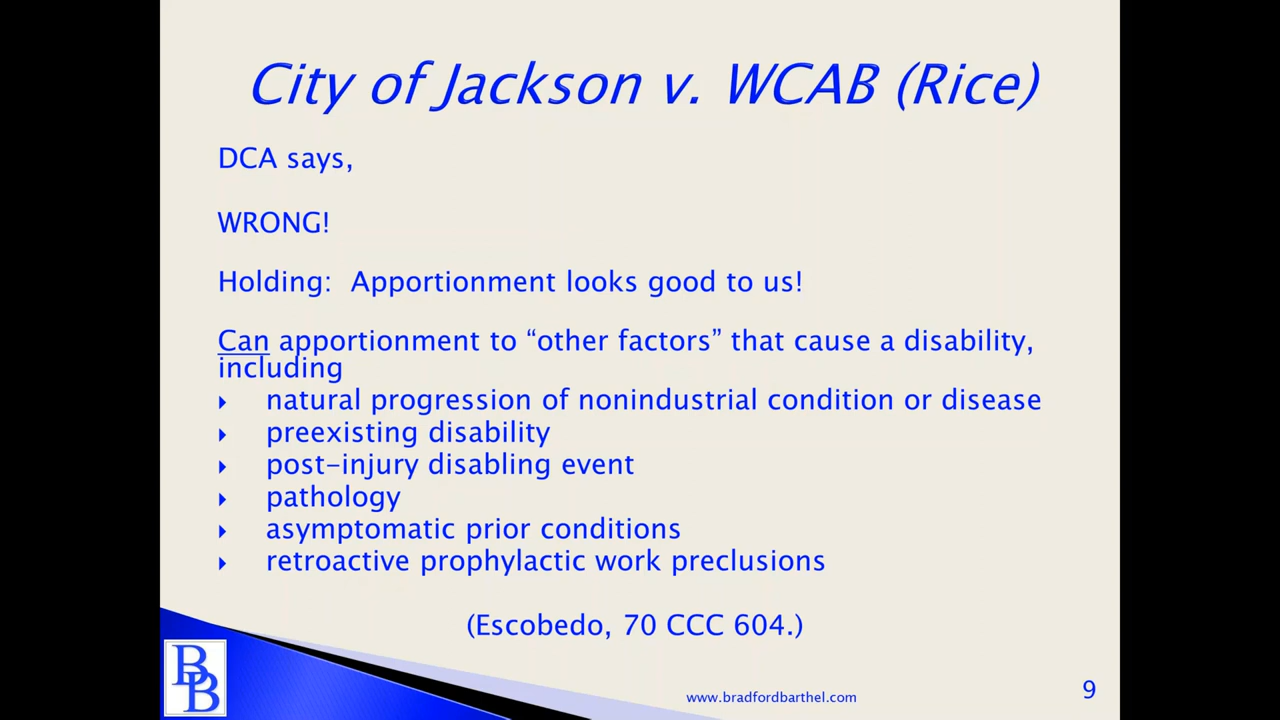 City of Jackson v. WCAB (Rice)
DCA says,
WRONG!
Holding: Apportionment looks good to us!
Can apportionment to “other factors” that cause a disability,
including
natural progression of nonindustrial condition or disease
preexisting disability
post-injury disabling event
pathology
asymptomatic prior conditions
retroactive prophylactic work preclusions
(Escobedo, 70 CCC 604.)
BB
www.bradfordbarthel.com
9